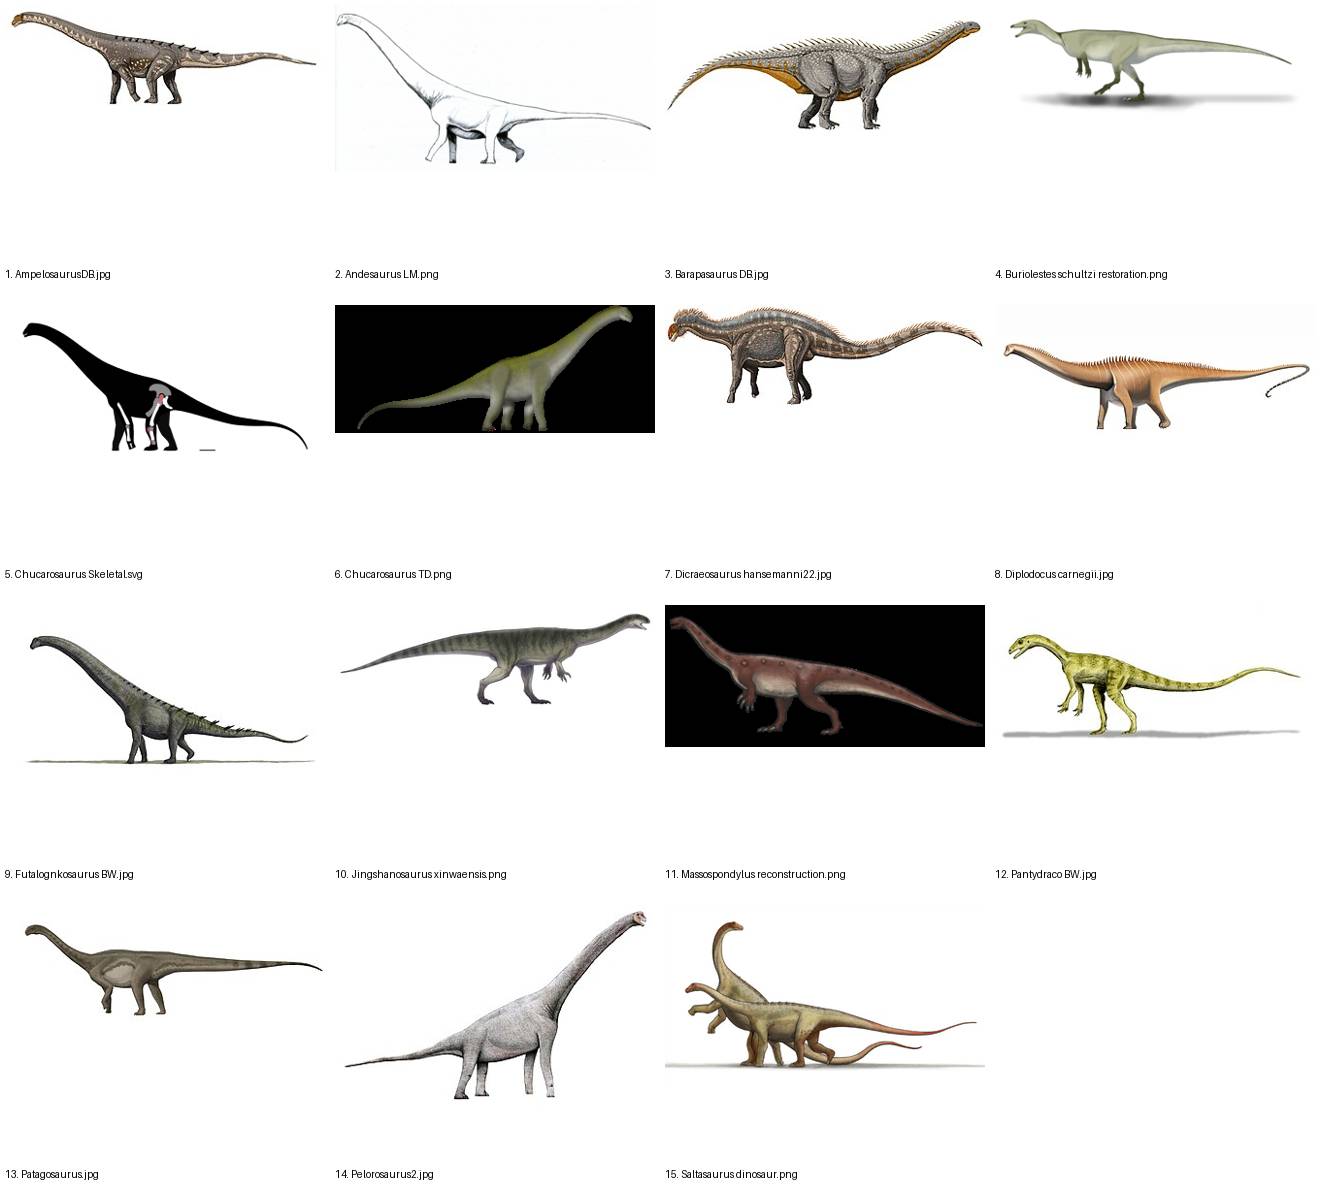 1. AmpelosaurusDB.jpg
2. Andesaurus LM.png
3. Barapasaurus DB.jpg
4. Buriolestes schultzi restoration.png
5. Chucarosaurus Skeletal.svg
6. Chucarosaurus TD.png
7. Dicraeosaurus hansemanni22.jpg
8. Diplodocus carnegii.jpg
9. Futalognkosaurus BW.jpg
10. Jingshanosaurus xinwaensis.png
11. Massospondylus reconstruction.png
12. Pantydraco BW.jpg
13. Patagosaurus.jpg
14. Pelorosaurus2.jpg
15. Saltasaurus dinosaur.png